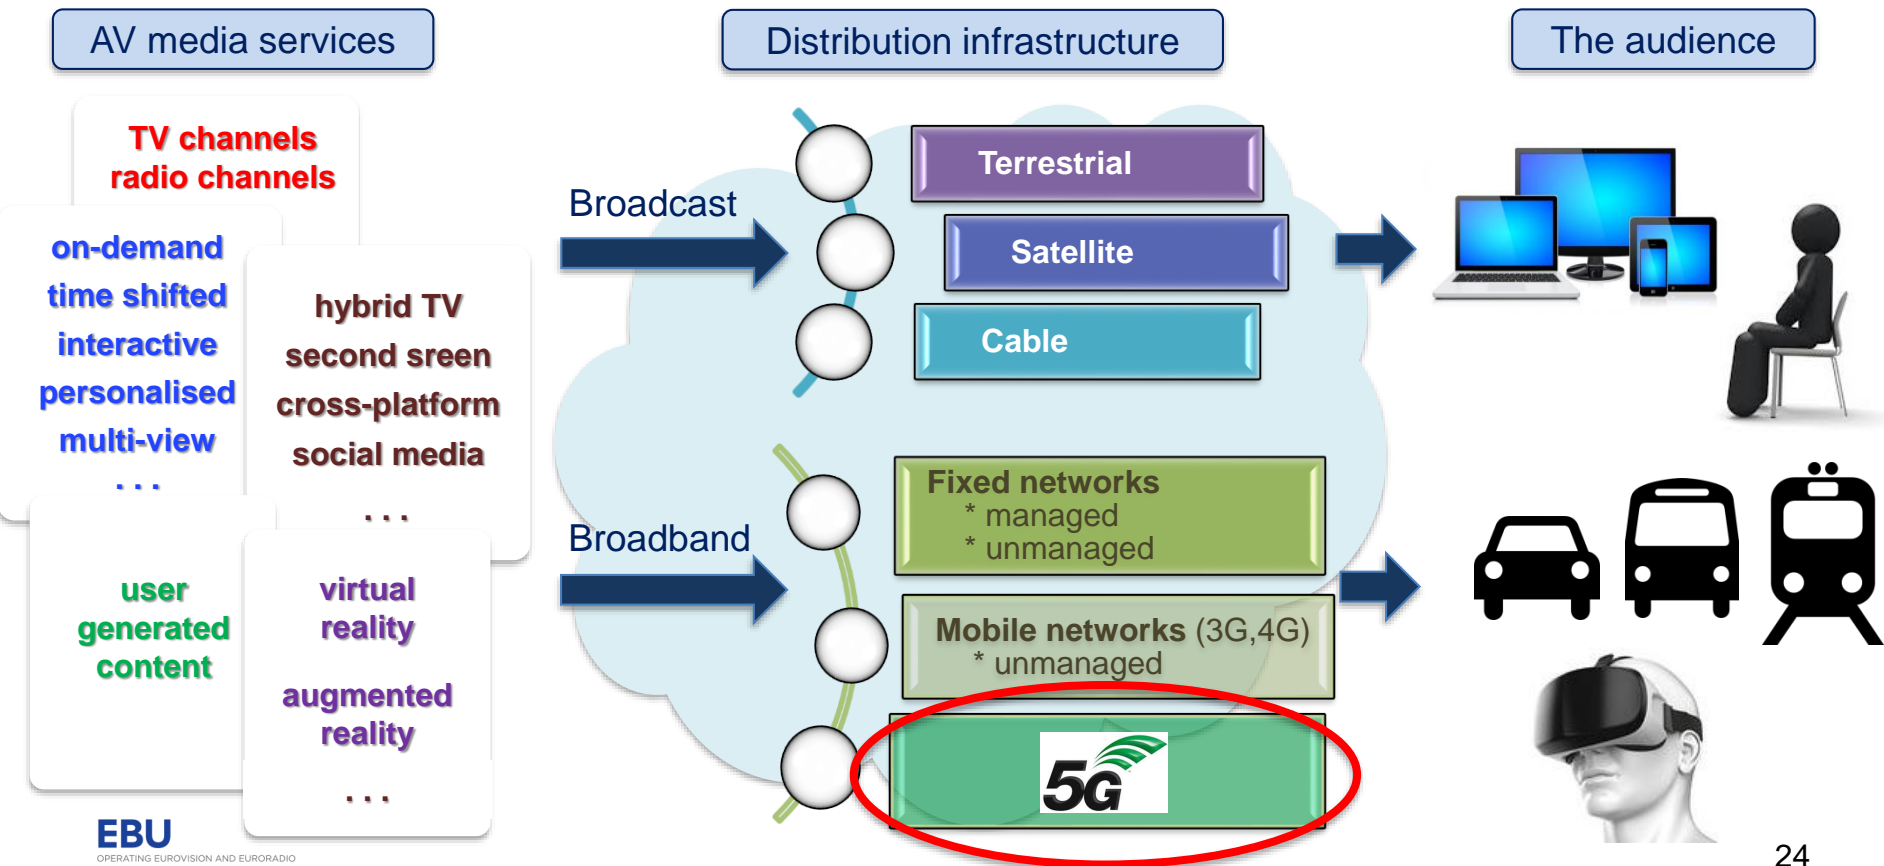 AV media services
Distribution infrastructure
The audience
TV channels
radio channels
on-demand
time shifted
interactive
personalised
multi-view
. . .
hybrid TV
second sreen
cross-platform
social media
. . .
user
generated
content
virtual
reality
augmented
reality
. . .
Broadcast
Terrestrial
Satellite
Cable
Broadband
Fixed networks
* managed
* unmanaged
Mobile networks (3G,4G)
* unmanaged
5G
EBU
OPERATING EUROVISION AND EURORADIO
24